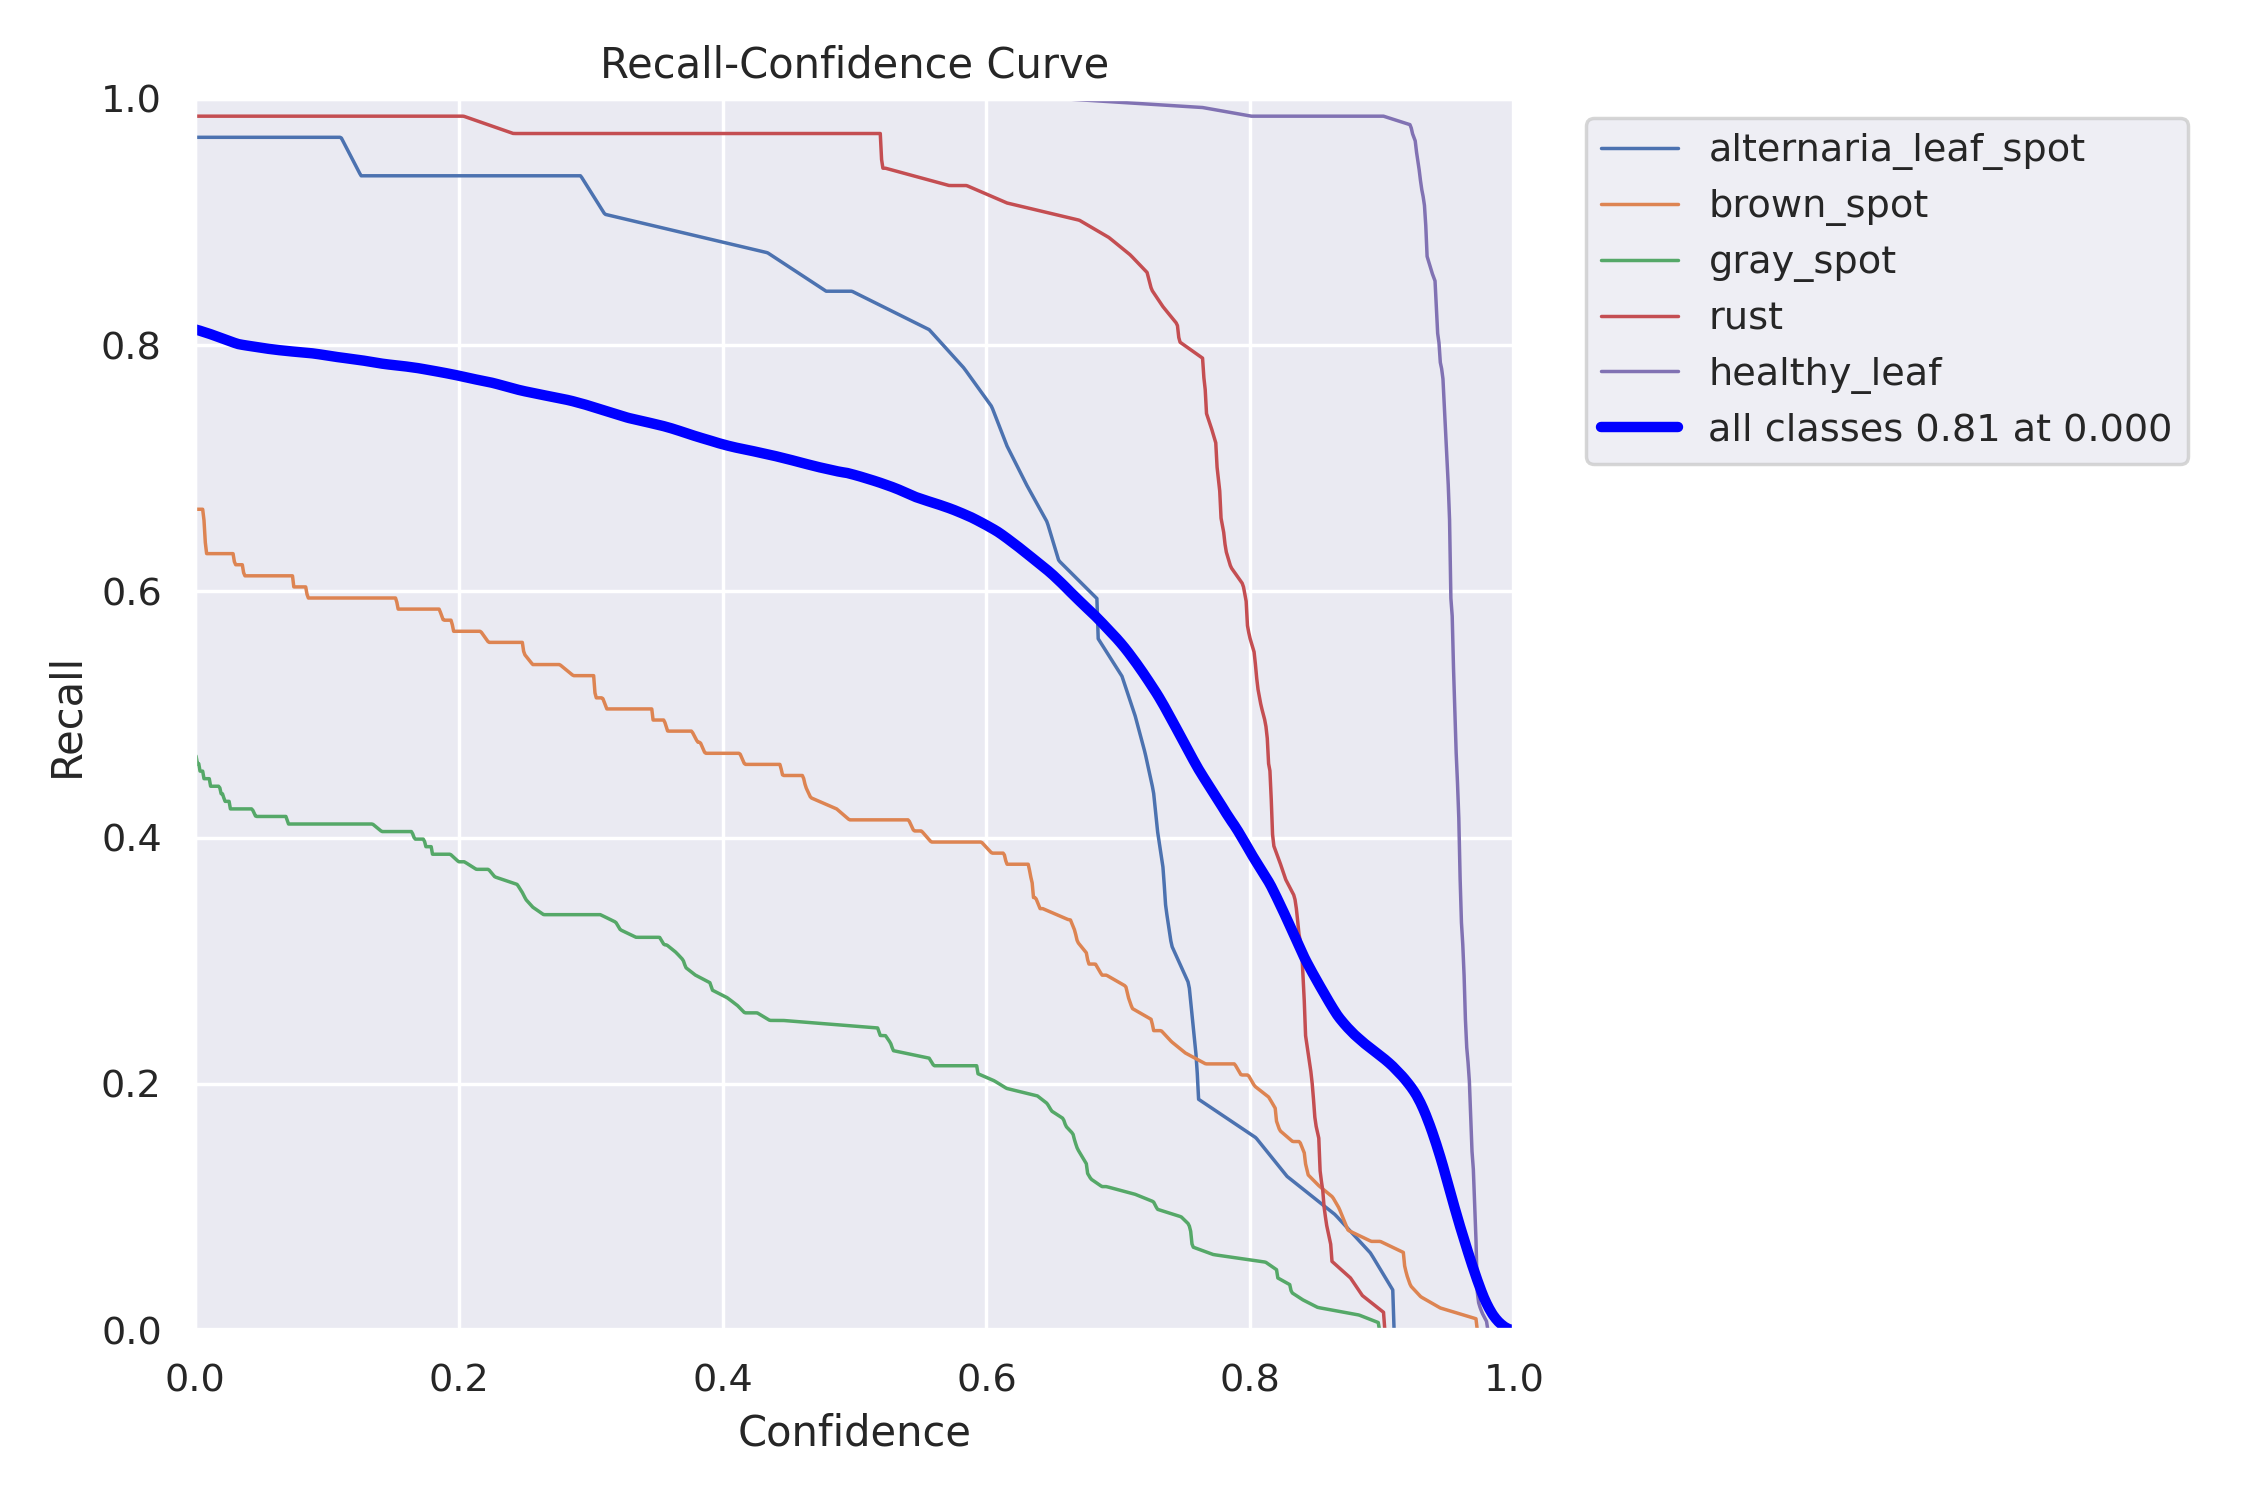 Recall-Confidence Curve
1.0
0.8
0.6
0.4
0.2
0.0
Recall
0.0 0.2 0.4 0.6 0.8 1.0
Confidence
alternaria_leaf_spot
brown_spot
gray_spot
rust
healthy_leaf
all classes 0.81 at 0.000